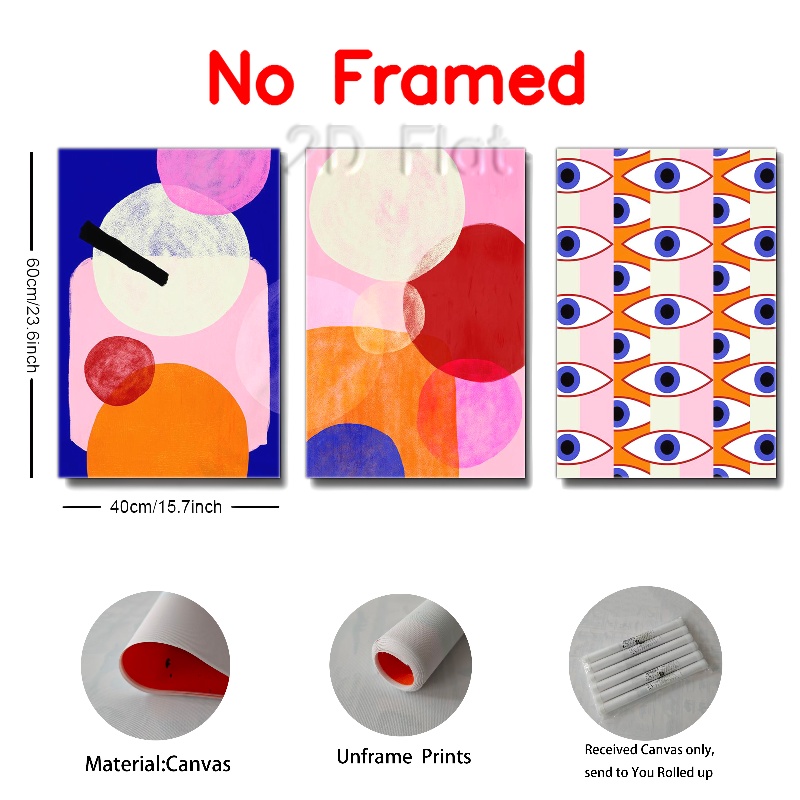 No Framed
2D Flat
60cm/23.6inch
40cm/15.7inch
Material:Canvas
Unframe Prints
Received Canvas only,
send to You Rolled up